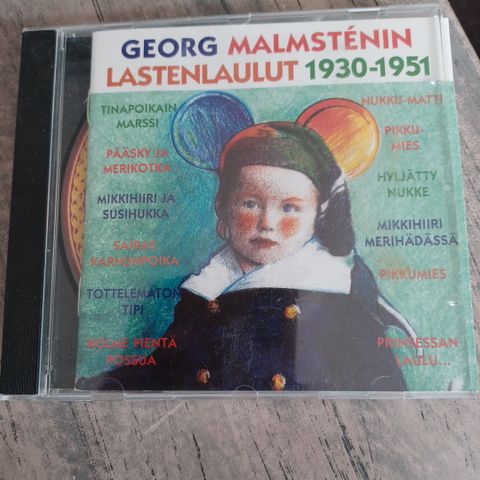 GEORG MALMSTÉNIN
LASTENLAULUT 1930-1951
TINAPOIKAIN
MARSSI
PÄÄSKY JA
MERIKOTKA
MIKKIHIIRI JA
SUSIHUKKA
SAIRAS
KARHUNPOIKA
TOTTELEMATON
TIPI
KOLME PIENTÄ
POSSUA
NUKKU-MATTI
PIKKU-
MIES
HYLJÄTTY
NUKKE
MIKKIHIIRI
MERIHÄDÄSSÄ
PIKKUMIES
PRINSESSAN
LAULU...